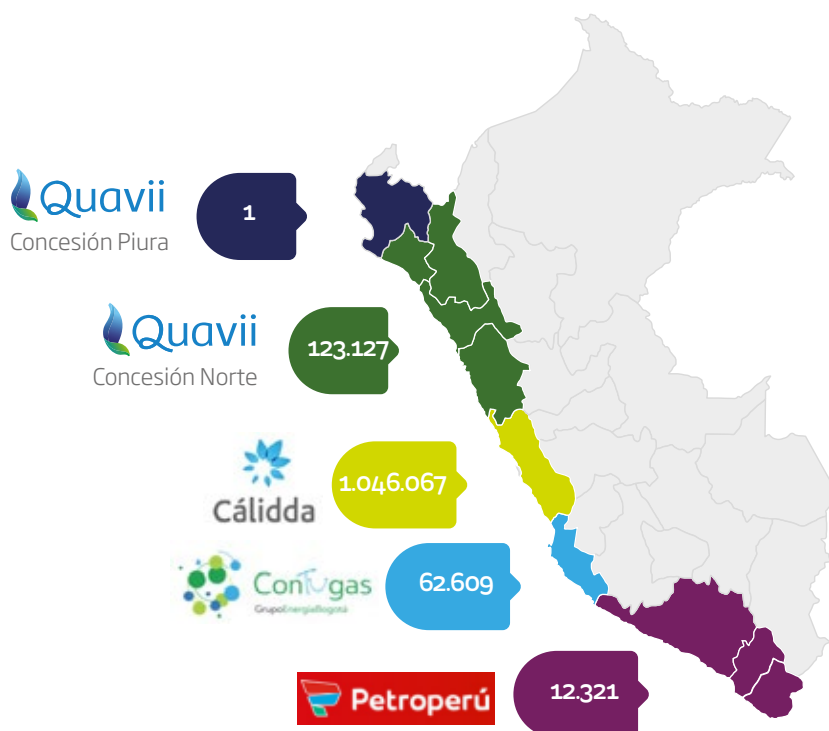 Quavii
Concesión Piura
1
Quavii
Concesión Norte
123.127
Cálidda
1.046.067
ConTugas
GrupoEnergíaBogotá
62.609
Petroperú
12.321